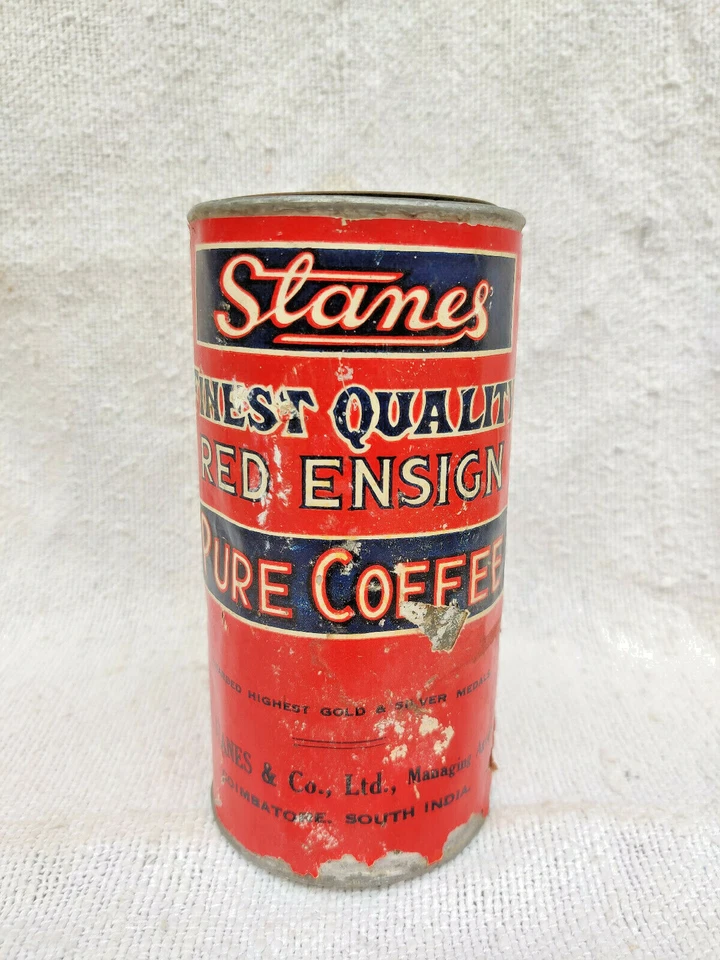 Stanes
FINEST QUALITY
RED ENSIGN
PURE COFFEE
HIGHEST GOLD & SILVER MEDALS
& Co., Ltd., Managing
COIMBATORE. SOUTH INDIA.